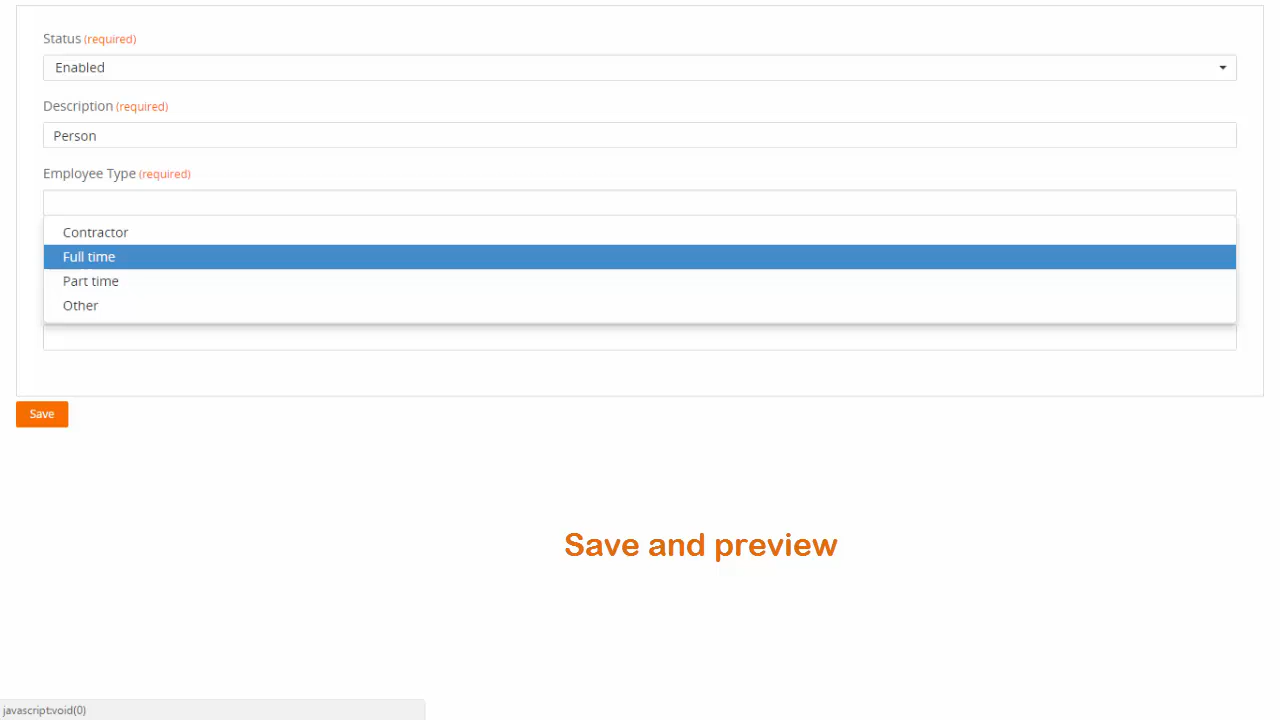 Status (required)
Enabled
Description (required)
Person
Employee Type (required)
Contractor
Full time
Part time
Other
Save
Save and preview
javascript:void(0)